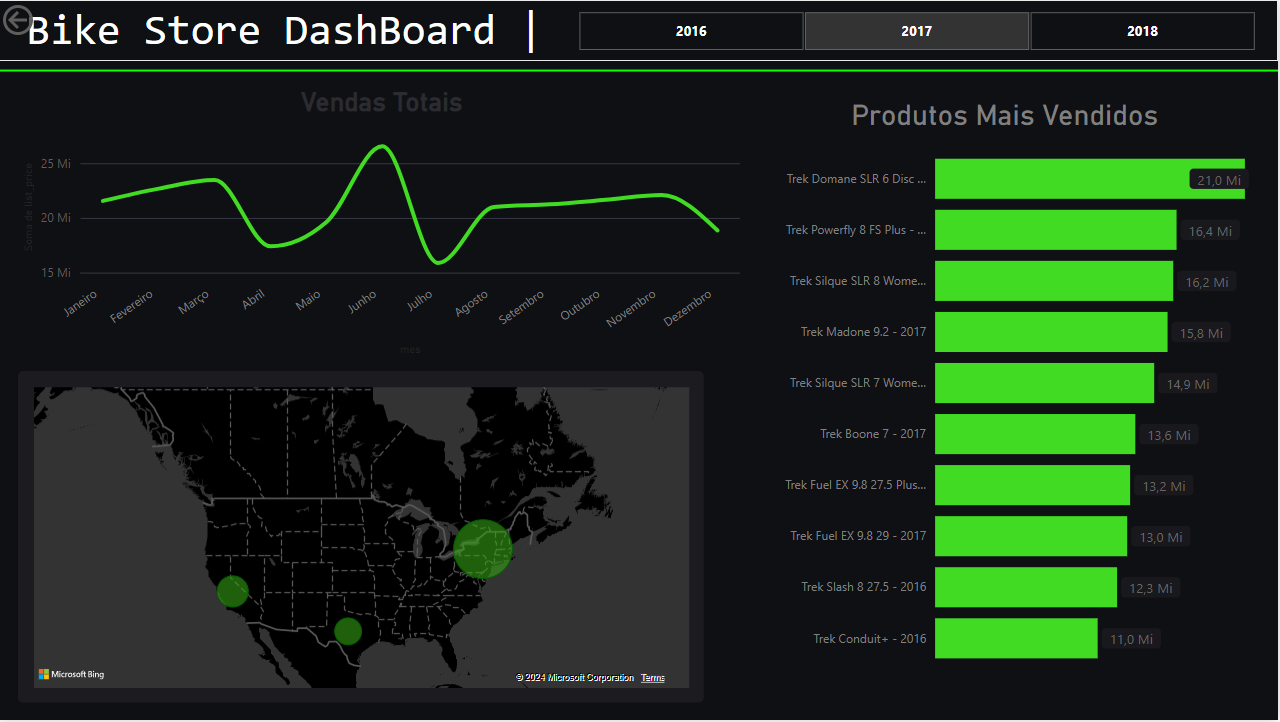 Bike Store DashBoard |
2016
2017
2018
Vendas Totais
Soma de list_price
25 Mi
20 Mi
15 Mi
Janeiro
Fevereiro
Março
Abril
Maio
Junho
Julho
Agosto
Setembro
Outubro
Novembro
Dezembro
mes
Microsoft Bing
© 2024 Microsoft Corporation Terms
Produtos Mais Vendidos
Trek Domane SLR 6 Disc ... 21,0 Mi
Trek Powerfly 8 FS Plus - ... 16,4 Mi
Trek Silque SLR 8 Wome... 16,2 Mi
Trek Madone 9.2 - 2017 15,8 Mi
Trek Silque SLR 7 Wome... 14,9 Mi
Trek Boone 7 - 2017 13,6 Mi
Trek Fuel EX 9.8 27.5 Plus... 13,2 Mi
Trek Fuel EX 9.8 29 - 2017 13,0 Mi
Trek Slash 8 27.5 - 2016 12,3 Mi
Trek Conduit+ - 2016 11,0 Mi